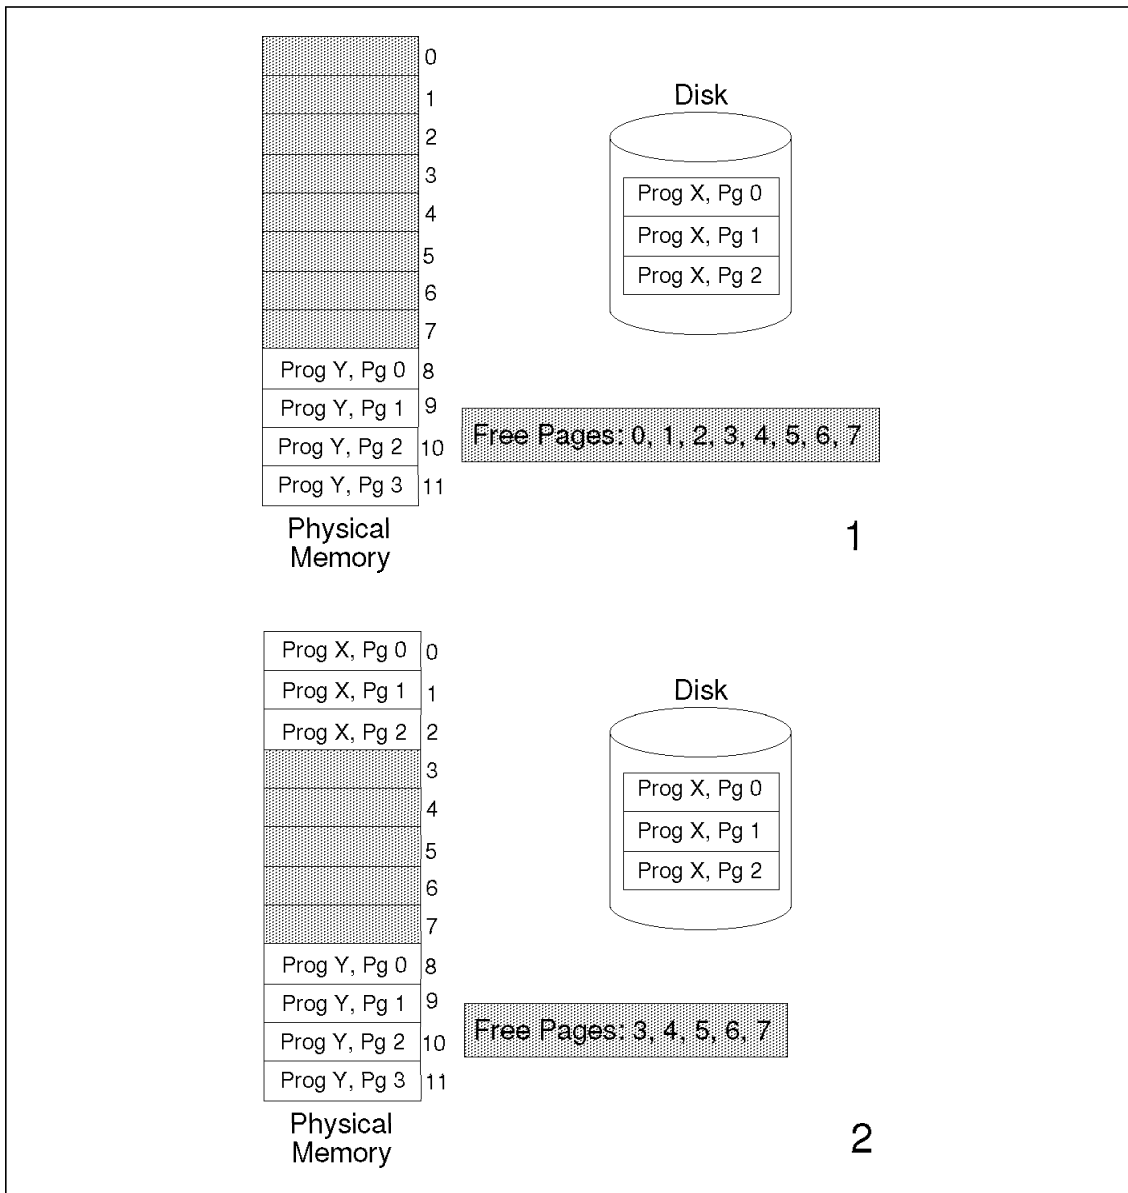 0
1
Disk
2
3
Prog X, Pg 0
4
Prog X, Pg 1
5
Prog X, Pg 2
6
7
Prog Y, Pg 0 8
Prog Y, Pg 1 9
Free Pages: 0, 1, 2, 3, 4, 5, 6, 7
Prog Y, Pg 2 10
Prog Y, Pg 3 11
Physical
Memory
1
Prog X, Pg 0 0
Prog X, Pg 1 1
Disk
Prog X, Pg 2 2
3
Prog X, Pg 0
4
Prog X, Pg 1
5
Prog X, Pg 2
6
7
Prog Y, Pg 0 8
Prog Y, Pg 1 9
Free Pages: 3, 4, 5, 6, 7
Prog Y, Pg 2 10
Prog Y, Pg 3 11
Physical
Memory
2